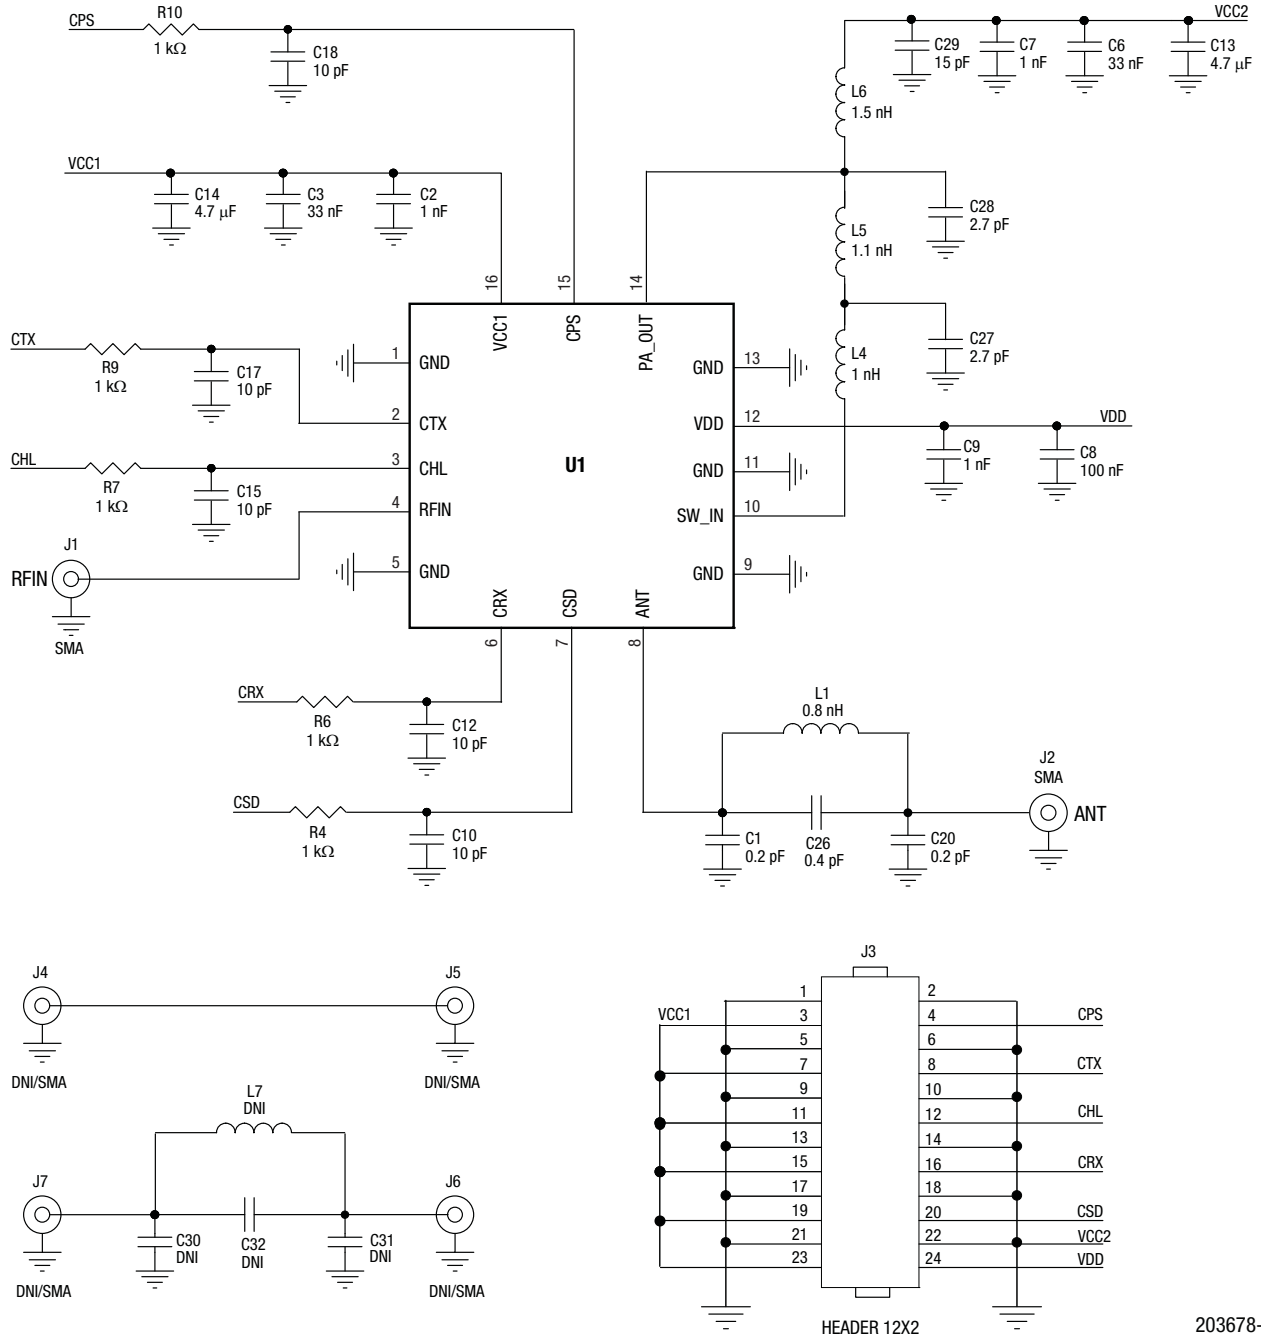 CPS
R10
1 kΩ
C18
10 pF
VCC2
C29
15 pF
C7
1 nF
C6
33 nF
C13
4.7 μF
L6
1.5 nH
VCC1
C14
4.7 μF
C3
33 nF
C2
1 nF
C28
2.7 pF
L5
1.1 nH
16
15
14
VCC1
CPS
PA_OUT
CTX
R9
1 kΩ
C17
10 pF
1
GND
2
CTX
CHL
R7
1 kΩ
C15
10 pF
3
CHL
4
RFIN
5
GND
U1
J1
RFIN
SMA
C27
2.7 pF
L4
1 nH
GND
13
VDD
12
VDD
C9
1 nF
C8
100 nF
GND
11
SW_IN
10
GND
9
CRX
CSD
ANT
6
7
8
CRX
R6
1 kΩ
C12
10 pF
CSD
R4
1 kΩ
C10
10 pF
L1
0.8 nH
J2
SMA
ANT
C1
0.2 pF
C26
0.4 pF
C20
0.2 pF
J4
DNI/SMA
J5
DNI/SMA
L7
DNI
J7
DNI/SMA
C30
DNI
C32
DNI
C31
DNI
J6
DNI/SMA
J3
1 2
VCC1 3 4 CPS
5 6
7 8 CTX
9 10
11 12 CHL
13 14
15 16 CRX
17 18
19 20 CSD
21 22 VCC2
23 24 VDD
HEADER 12X2
203678-